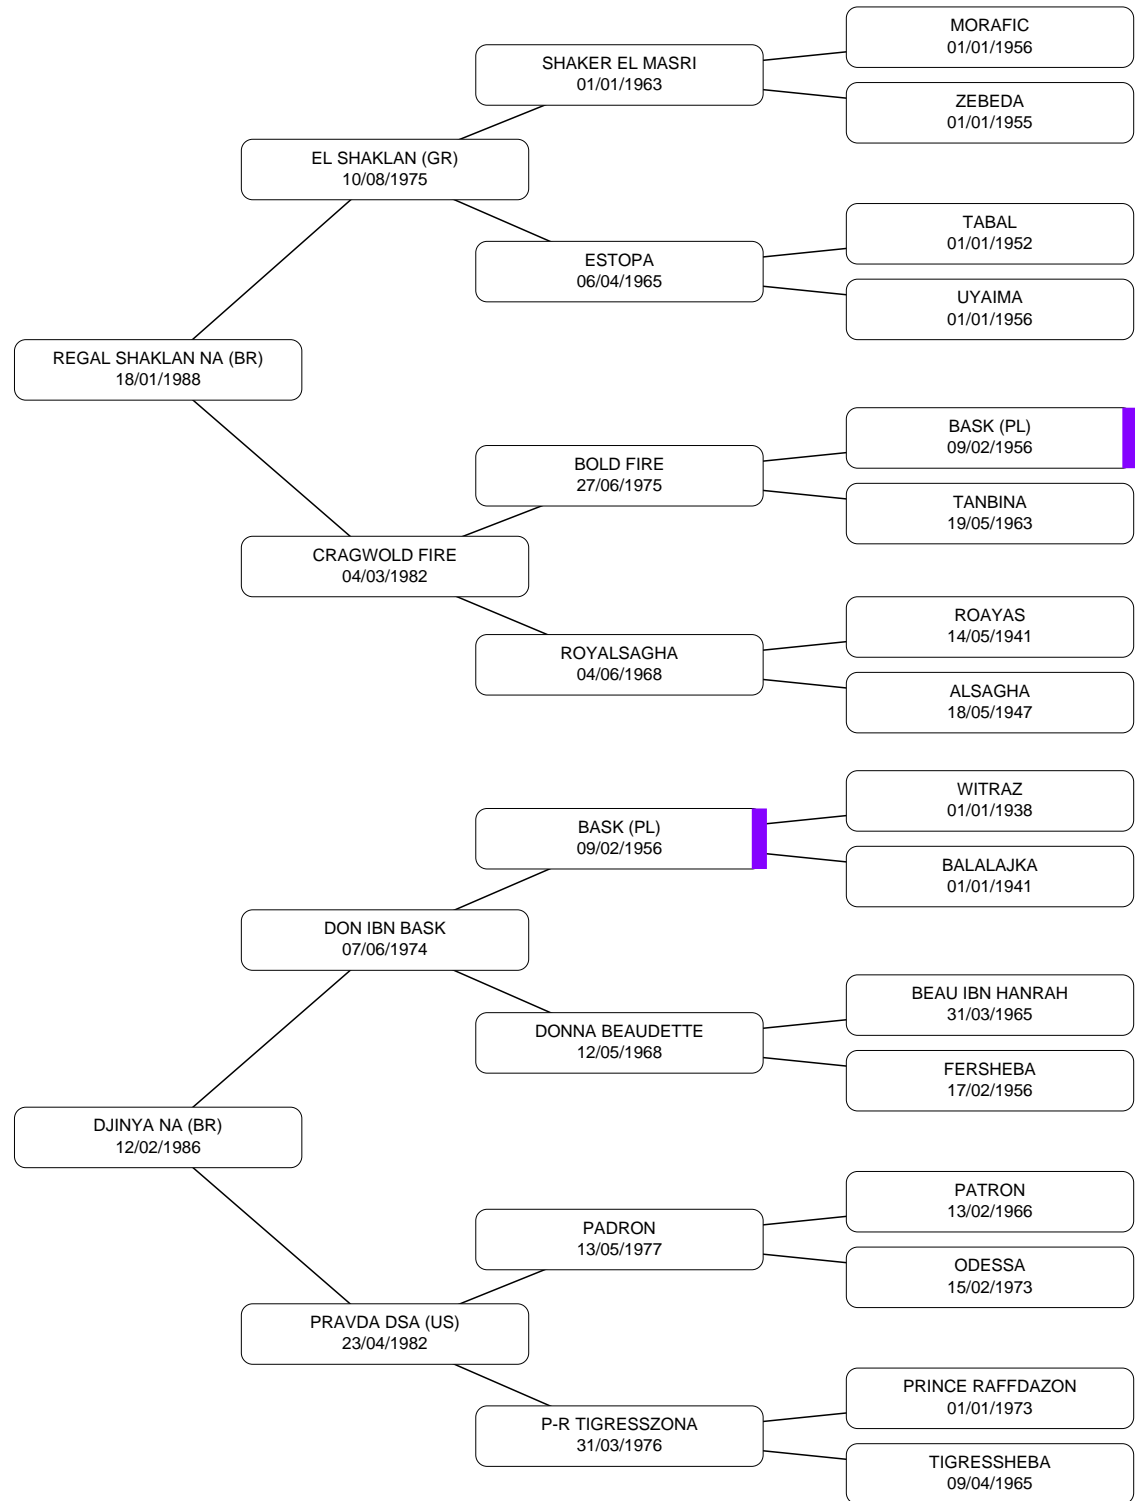 MORAFIC
01/01/1956
SHAKER EL MASRI
01/01/1963
ZEBEDA
01/01/1955
EL SHAKLAN (GR)
10/08/1975
TABAL
01/01/1952
ESTOPA
06/04/1965
UYAIMA
01/01/1956
REGAL SHAKLAN NA (BR)
18/01/1988
BASK (PL)
09/02/1956
BOLD FIRE
27/06/1975
TANBINA
19/05/1963
CRAGWOLD FIRE
04/03/1982
ROAYAS
14/05/1941
ROYALSAGHA
04/06/1968
ALSAGHA
18/05/1947
WITRAZ
01/01/1938
BASK (PL)
09/02/1956
BALALAJKA
01/01/1941
DON IBN BASK
07/06/1974
BEAU IBN HANRAH
31/03/1965
DONNA BEAUDETTE
12/05/1968
FERSHEBA
17/02/1956
DJINYA NA (BR)
12/02/1986
PATRON
13/02/1966
PADRON
13/05/1977
ODESSA
15/02/1973
PRAVDA DSA (US)
23/04/1982
PRINCE RAFFDAZON
01/01/1973
P-R TIGRESSZONA
31/03/1976
TIGRESSHEBA
09/04/1965